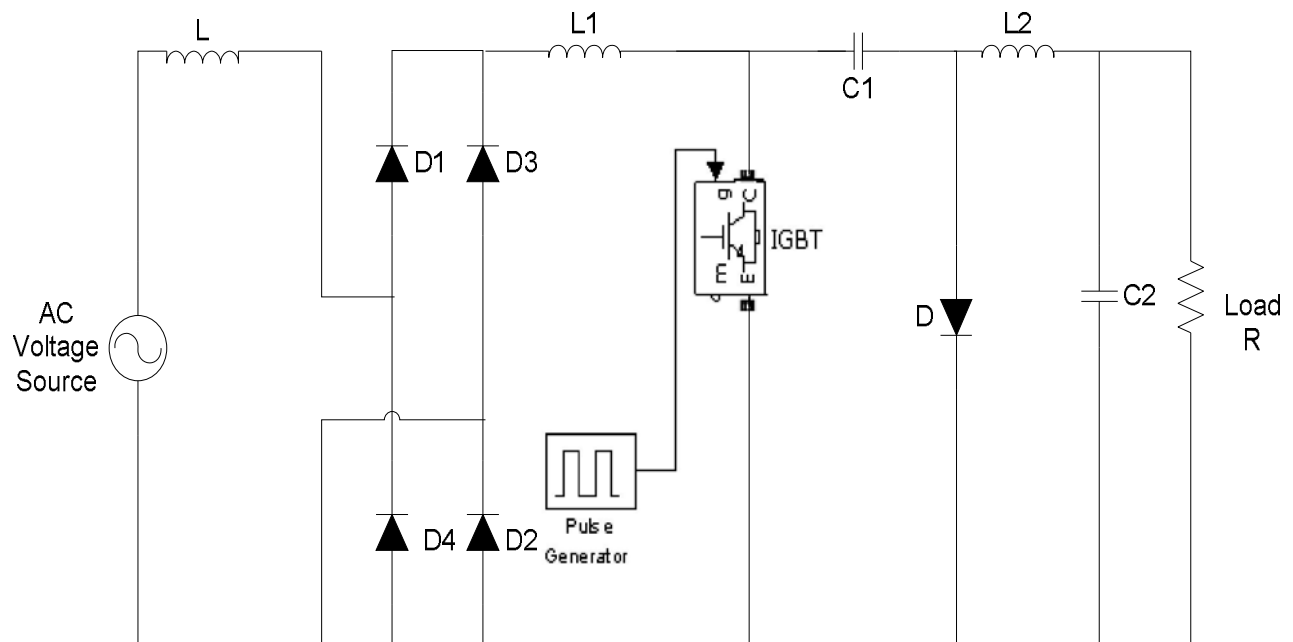 L
L1
L2
C1
D1
D3
g C
IGBT
m E
AC
Voltage
Source
D
C2
Load
R
D4
D2
Pulse
Generator